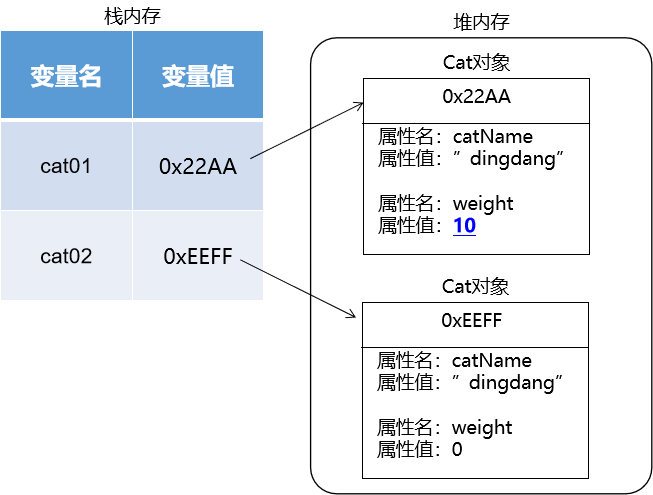 栈内存
变量名 变量值
cat01 0x22AA
cat02 0xEEFF
堆内存
Cat对象
0x22AA
属性名：catName
属性值：”dingdang”
属性名：weight
属性值：10
Cat对象
0xEEFF
属性名：catName
属性值：”dingdang”
属性名：weight
属性值：0